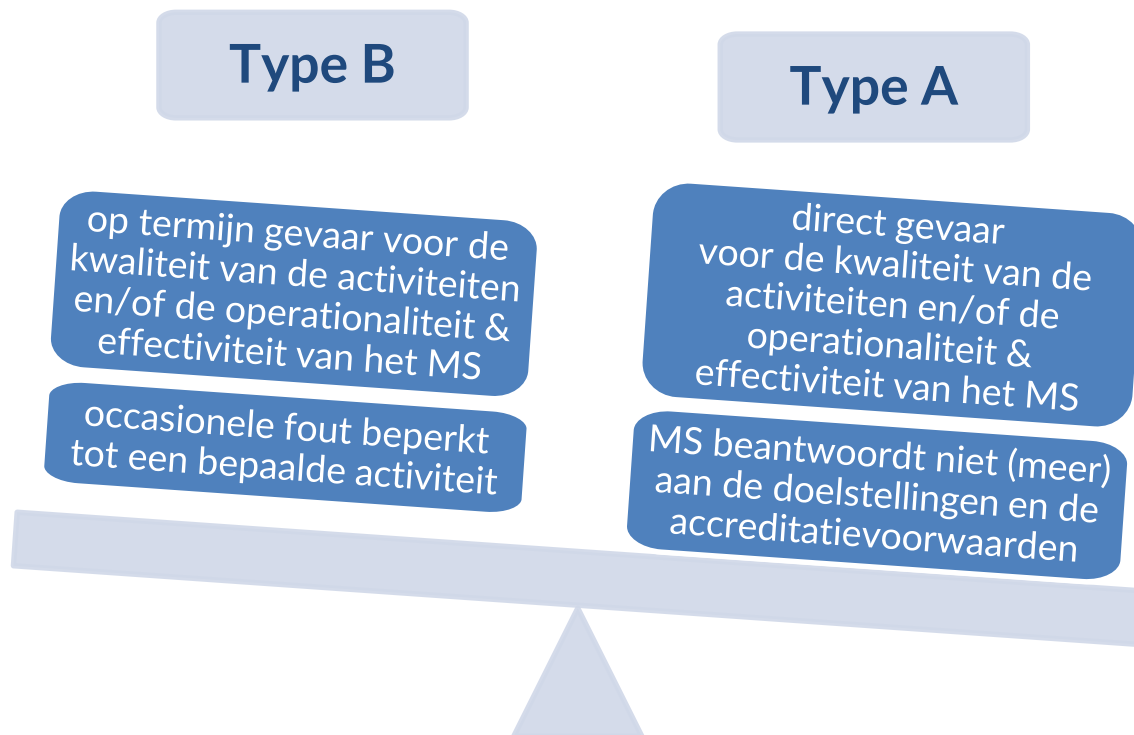 Type B
Type A
op termijn gevaar voor de
kwaliteit van de activiteiten
en/of de operationaliteit &
effectiviteit van het MS
occasionele fout beperkt
tot een bepaalde activiteit
direct gevaar
voor de kwaliteit van de
activiteiten en/of de
operationaliteit &
effectiviteit van het MS
MS beantwoordt niet (meer)
aan de doelstellingen en de
accreditatievoorwaarden